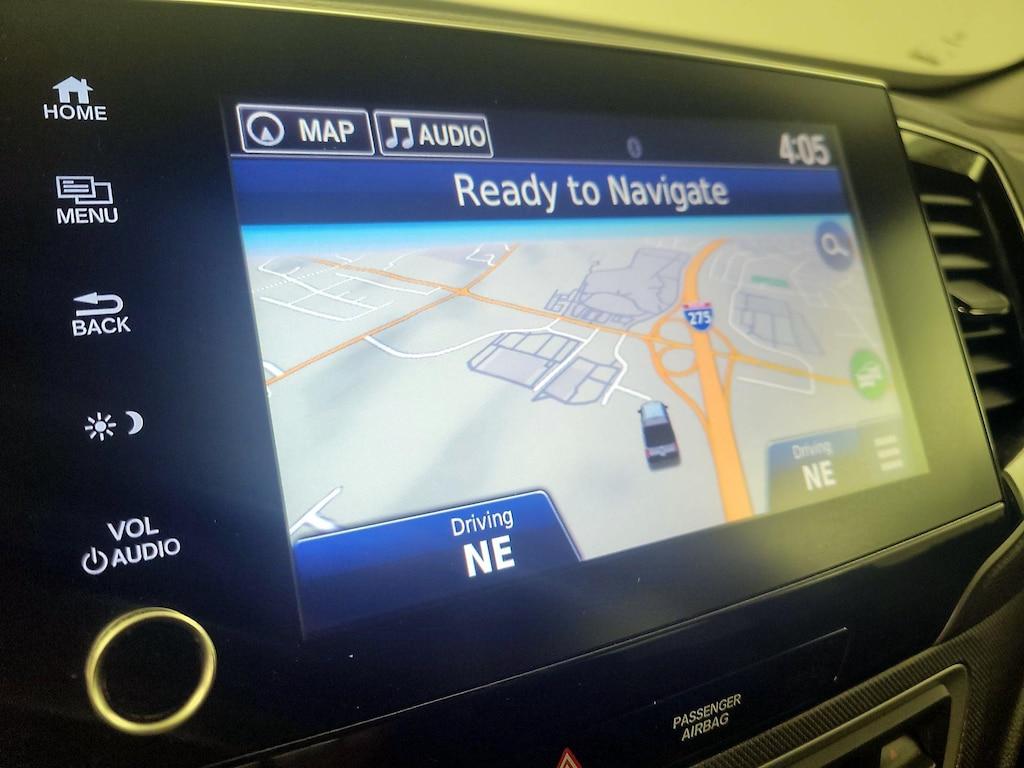 HOME
MENU
BACK
VOL
AUDIO
MAP
AUDIO
0
4:05
Ready to Navigate
275
Driving
NE
Driving
NE
PASSENGER
AIRBAG